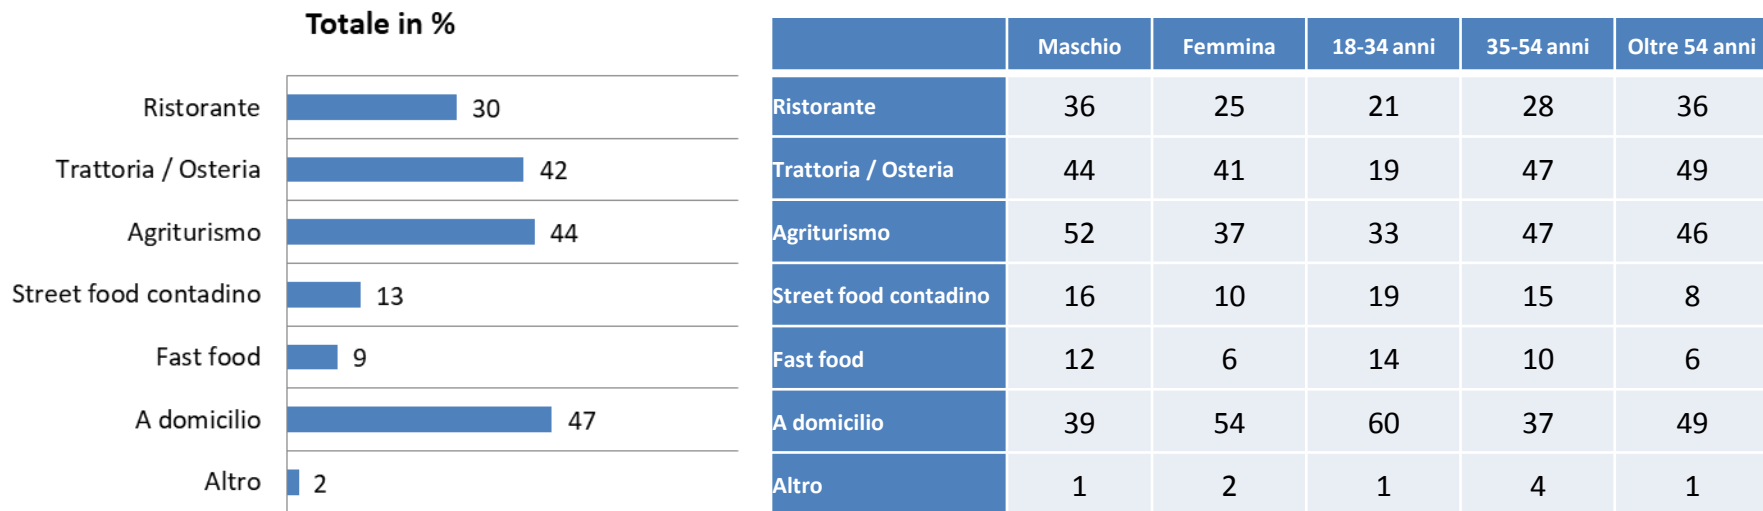 Totale in %
Ristorante 30
Trattoria / Osteria 42
Agriturismo 44
Street food contadino 13
Fast food 9
A domicilio 47
Altro 2
Maschio Femmina 18-34 anni 35-54 anni Oltre 54 anni
Ristorante 36 25 21 28 36
Trattoria / Osteria 44 41 19 47 49
Agriturismo 52 37 33 47 46
Street food contadino 16 10 19 15 8
Fast food 12 6 14 10 6
A domicilio 39 54 60 37 49
Altro 1 2 1 4 1